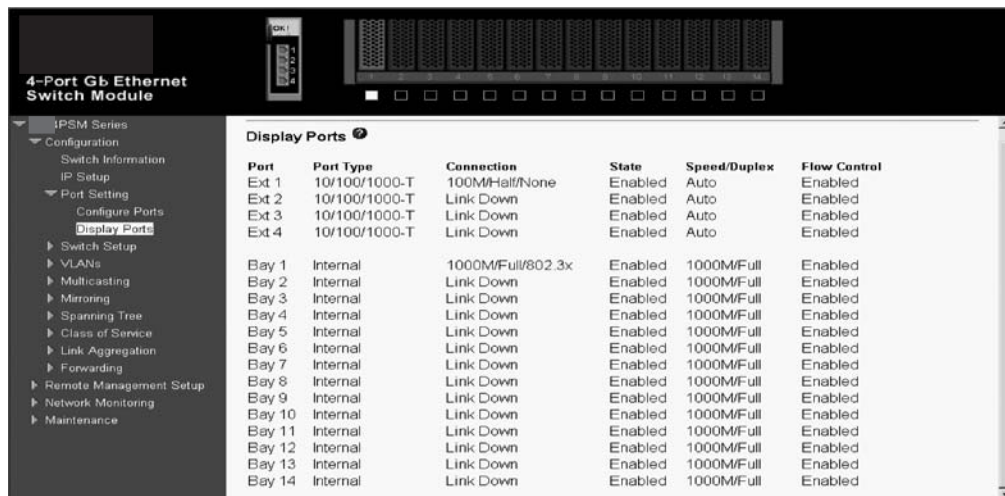 OK!
1
2
3
4
1 2 3 4 5 6 7 8 9 10 11 12 13 14
4-Port Gb Ethernet
Switch Module
4PSM Series
Configuration
Switch Information
IP Setup
Port Setting
Configure Ports
Display Ports
Switch Setup
VLANs
Multicasting
Mirroring
Spanning Tree
Class of Service
Link Aggregation
Forwarding
Remote Management Setup
Network Monitoring
Maintenance
Display Ports ?
Port Port Type Connection State Speed/Duplex Flow Control
Ext 1 10/100/1000-T 100M/Half/None Enabled Auto Enabled
Ext 2 10/100/1000-T Link Down Enabled Auto Enabled
Ext 3 10/100/1000-T Link Down Enabled Auto Enabled
Ext 4 10/100/1000-T Link Down Enabled Auto Enabled
Bay 1 Internal 1000M/Full/802.3x Enabled 1000M/Full Enabled
Bay 2 Internal Link Down Enabled 1000M/Full Enabled
Bay 3 Internal Link Down Enabled 1000M/Full Enabled
Bay 4 Internal Link Down Enabled 1000M/Full Enabled
Bay 5 Internal Link Down Enabled 1000M/Full Enabled
Bay 6 Internal Link Down Enabled 1000M/Full Enabled
Bay 7 Internal Link Down Enabled 1000M/Full Enabled
Bay 8 Internal Link Down Enabled 1000M/Full Enabled
Bay 9 Internal Link Down Enabled 1000M/Full Enabled
Bay 10 Internal Link Down Enabled 1000M/Full Enabled
Bay 11 Internal Link Down Enabled 1000M/Full Enabled
Bay 12 Internal Link Down Enabled 1000M/Full Enabled
Bay 13 Internal Link Down Enabled 1000M/Full Enabled
Bay 14 Internal Link Down Enabled 1000M/Full Enabled